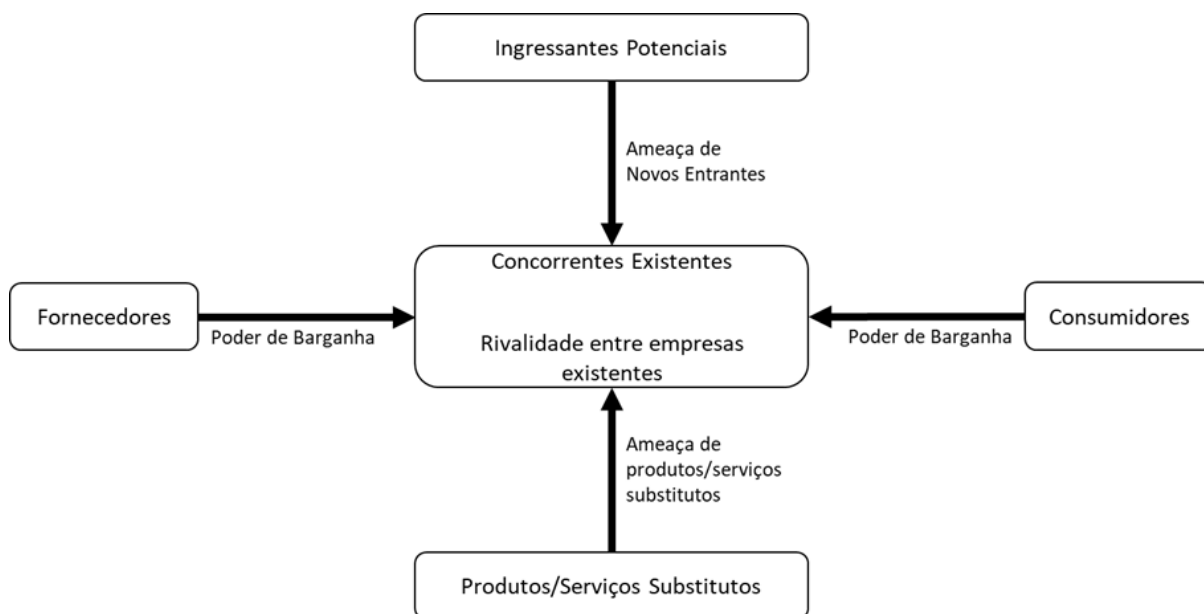 Ingressantes Potenciais
Ameaça de
Novos Entrantes
Concorrentes Existentes
Fornecedores
Poder de Barganha
Rivalidade entre empresas
existentes
Consumidores
Poder de Barganha
Ameaça de
produtos/serviços
substitutos
Produtos/Serviços Substitutos